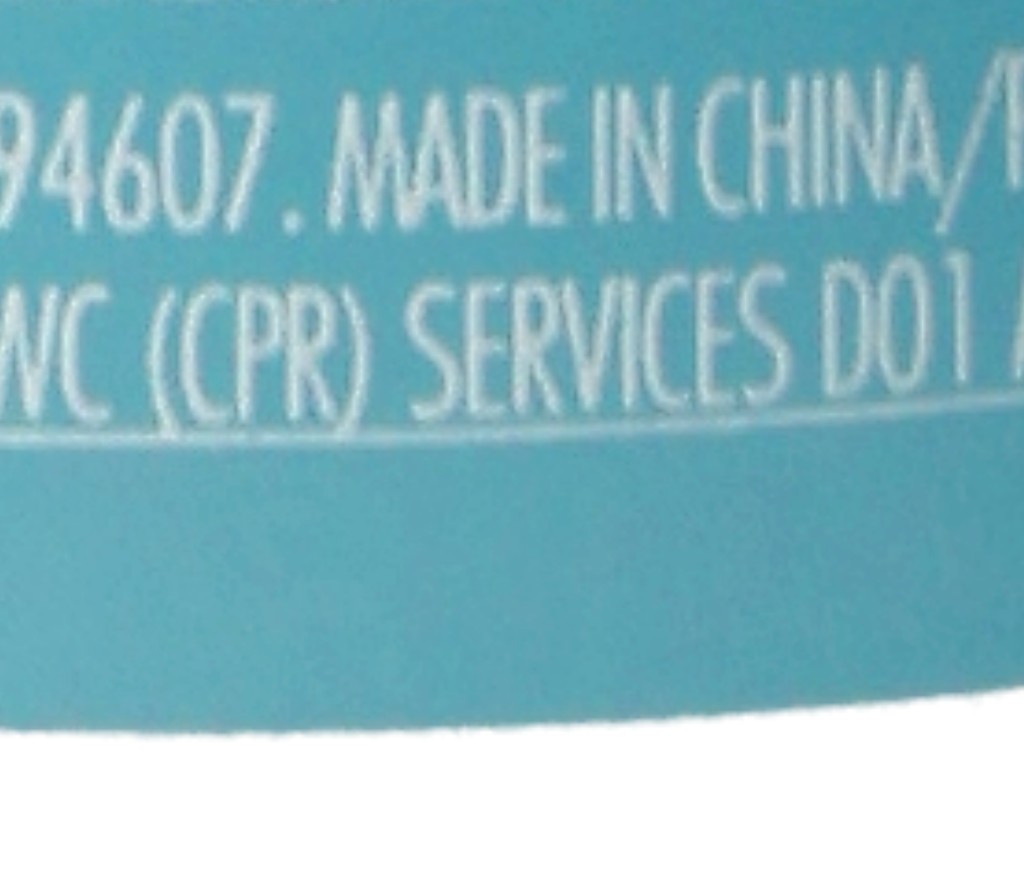 94607. MADE IN CHINA/
WC (CPR) SERVICES D01